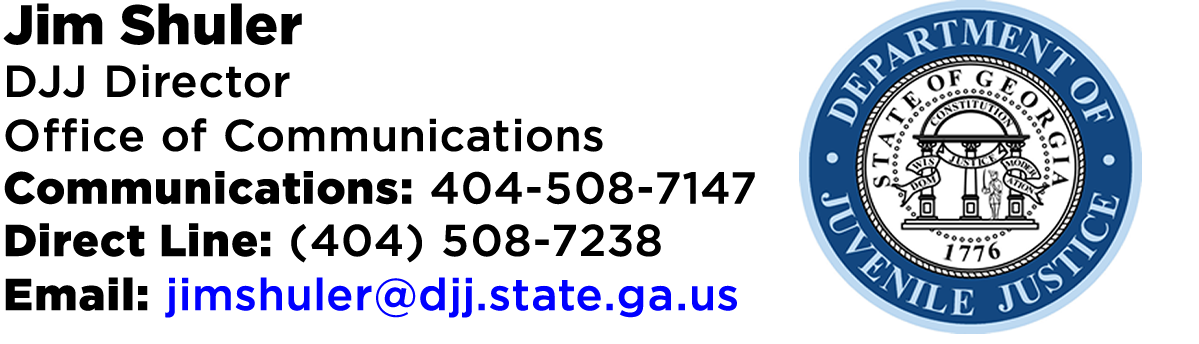 Jim Shuler
DJJ Director
Office of Communications
Communications: 404-508-7147
Direct Line: (404) 508-7238
Email: jimshuler@djj.state.ga.us
DEPARTMENT OF
JUVENILE JUSTICE
STATE OF GEORGIA
CONSTITUTION
WISDOM
JUSTICE
MODERATION
1776